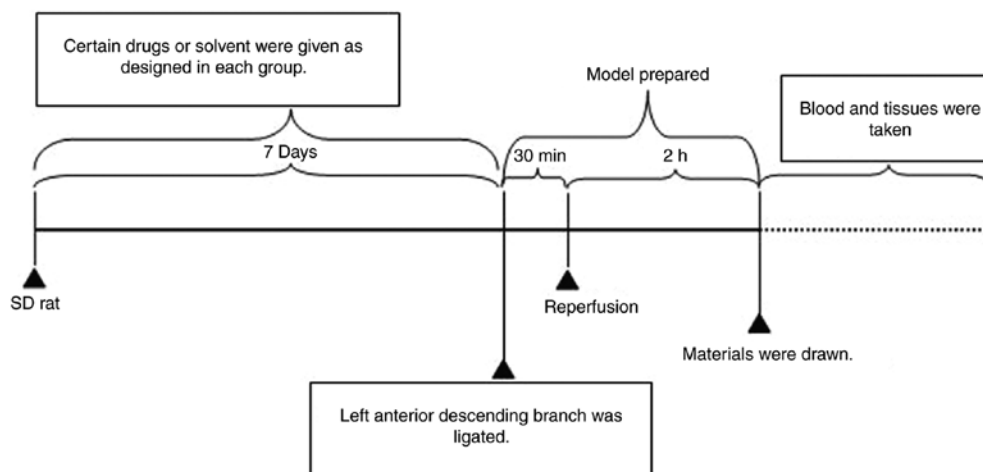 Certain drugs or solvent were given as
designed in each group.
Model prepared
Blood and tissues were
taken
7 Days
30 min
2 h
SD rat
Reperfusion
Materials were drawn.
Left anterior descending branch was
ligated.